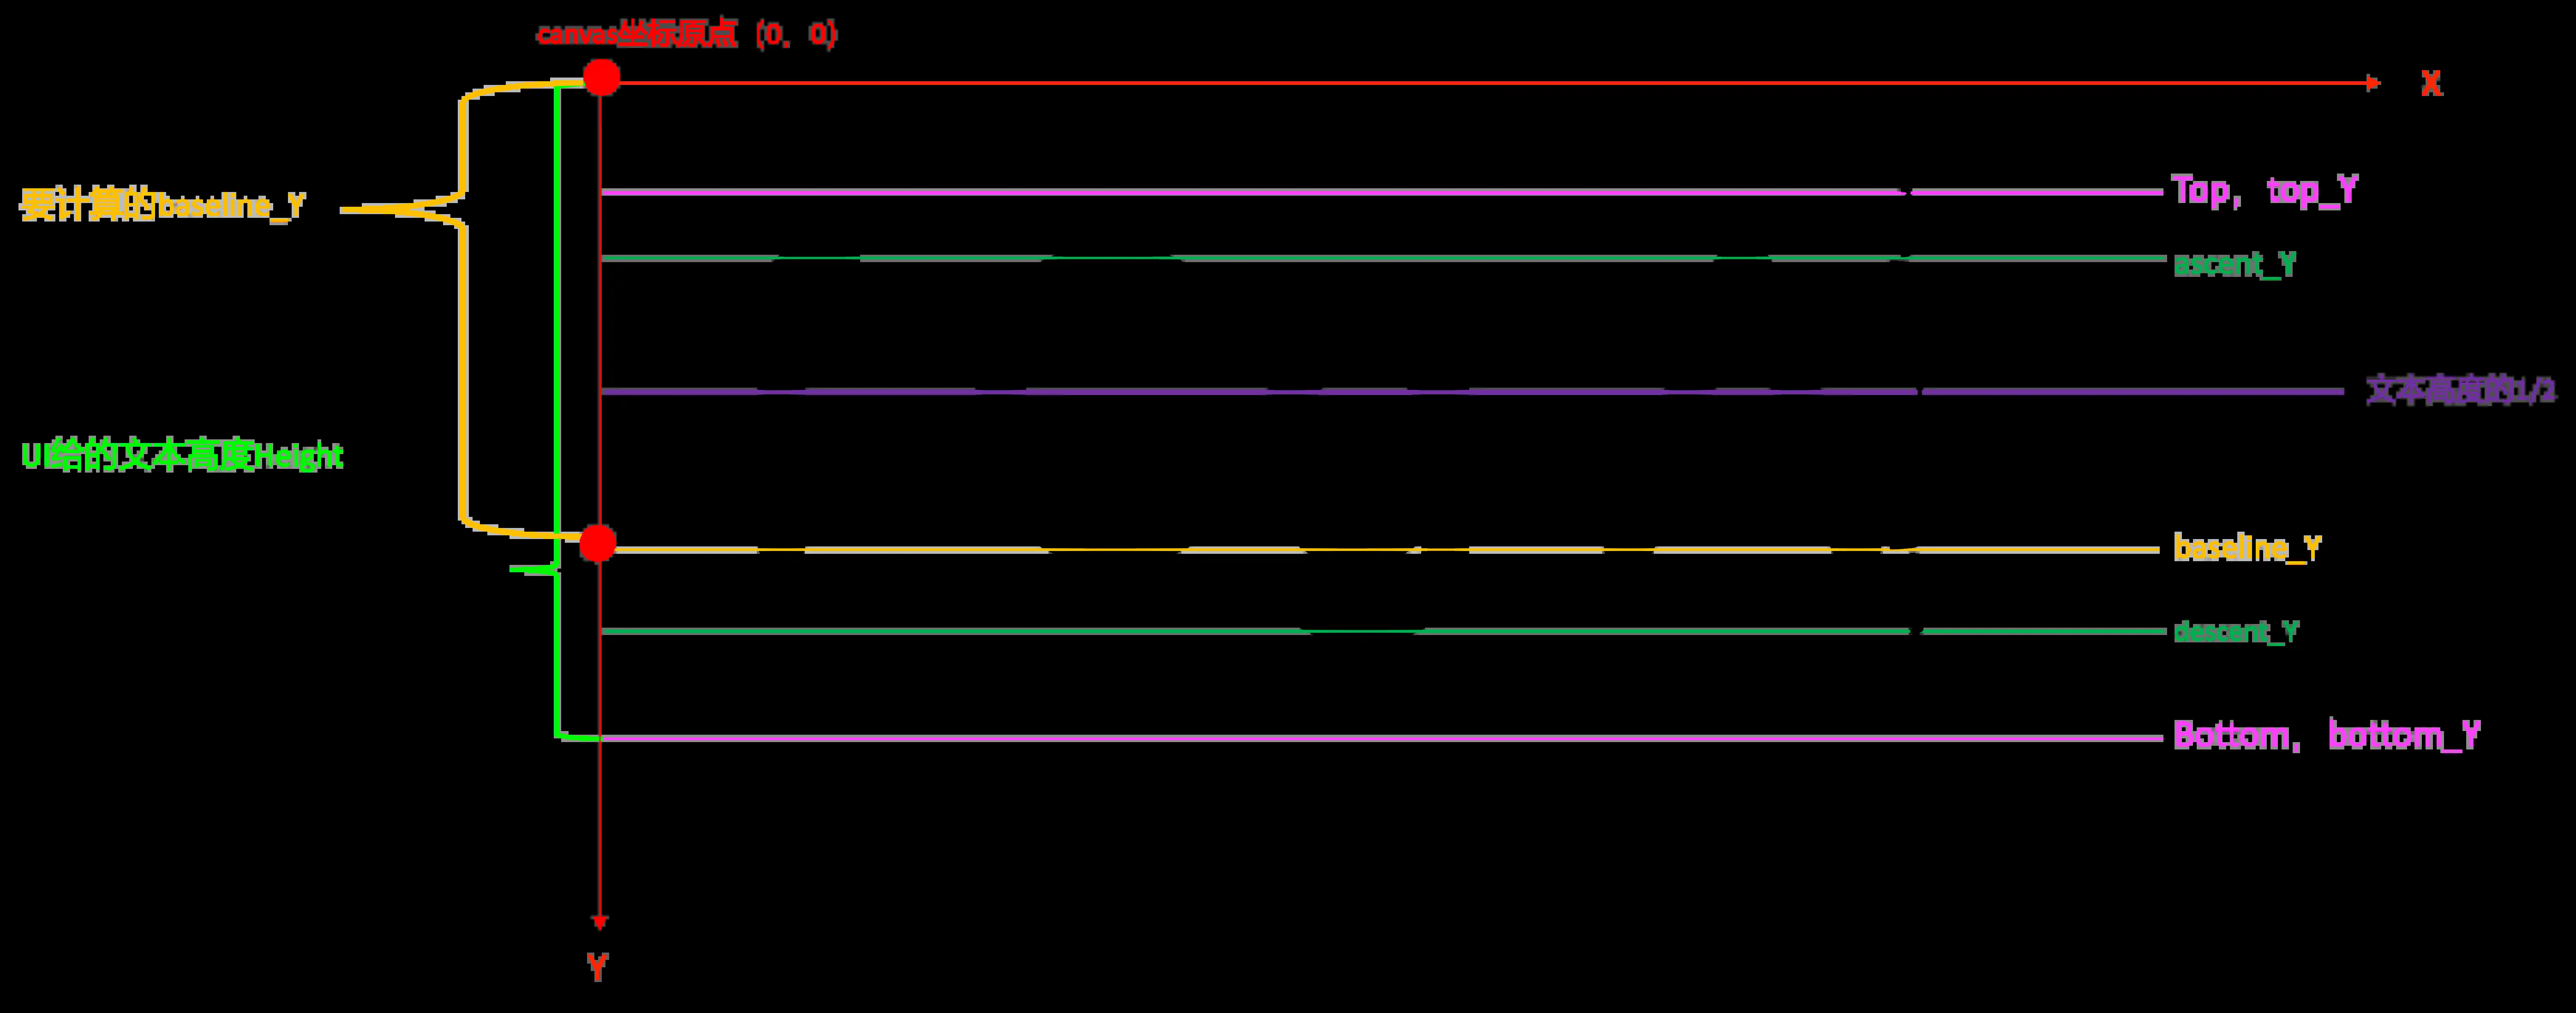 canvas坐标原点（0，0）
X
Top，top_Y
要计算的baseline_Y
ascent_Y
文本高度的1/2
UI给的文本高度Height
baseline_Y
descent_Y
Bottom，bottom_Y
Y